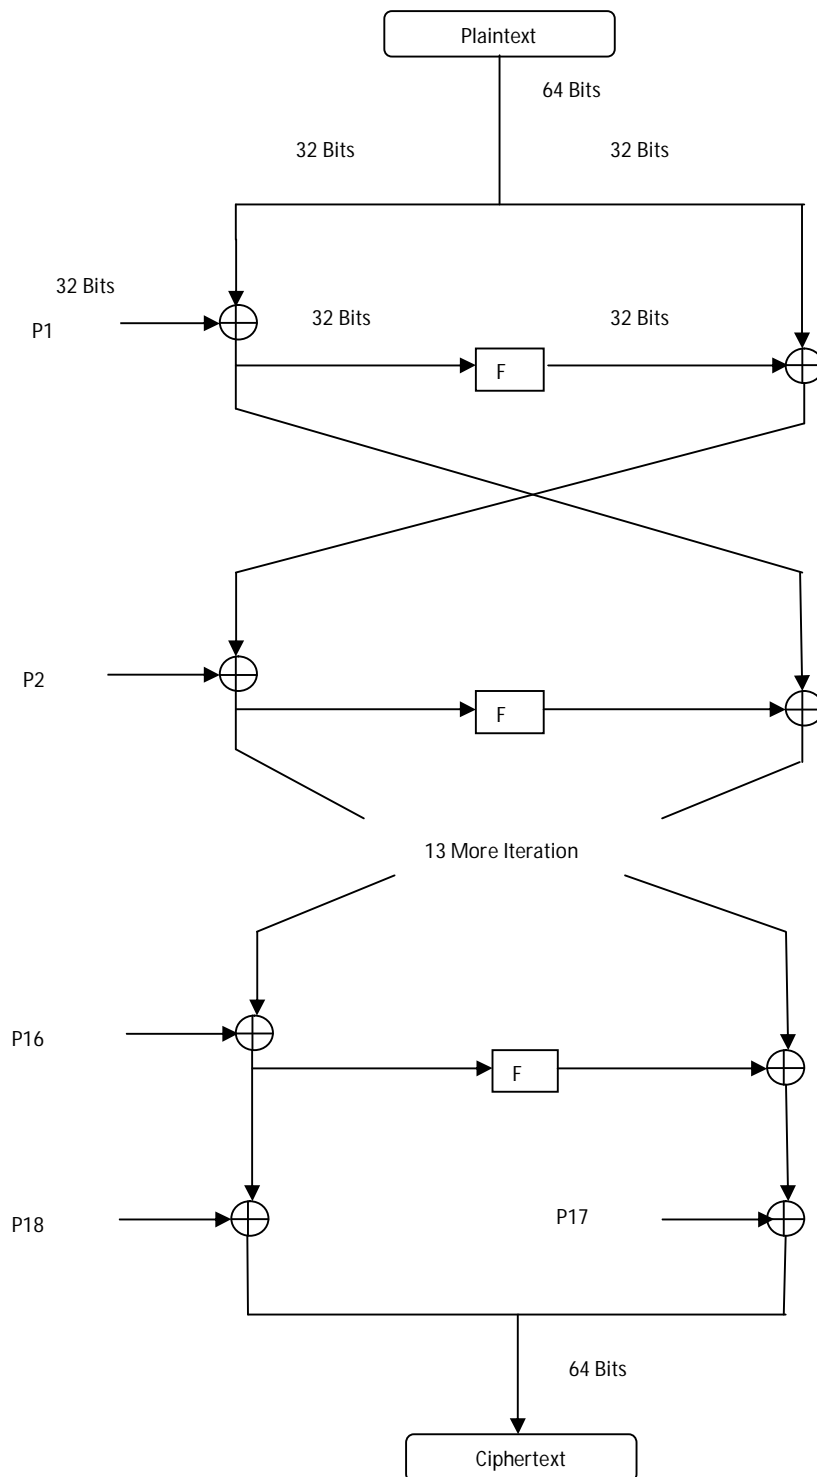 Plaintext
64 Bits
32 Bits 32 Bits
32 Bits
32 Bits 32 Bits
P1
F
P2
F
13 More Iteration
P16
F
P18 P17
64 Bits
Ciphertext